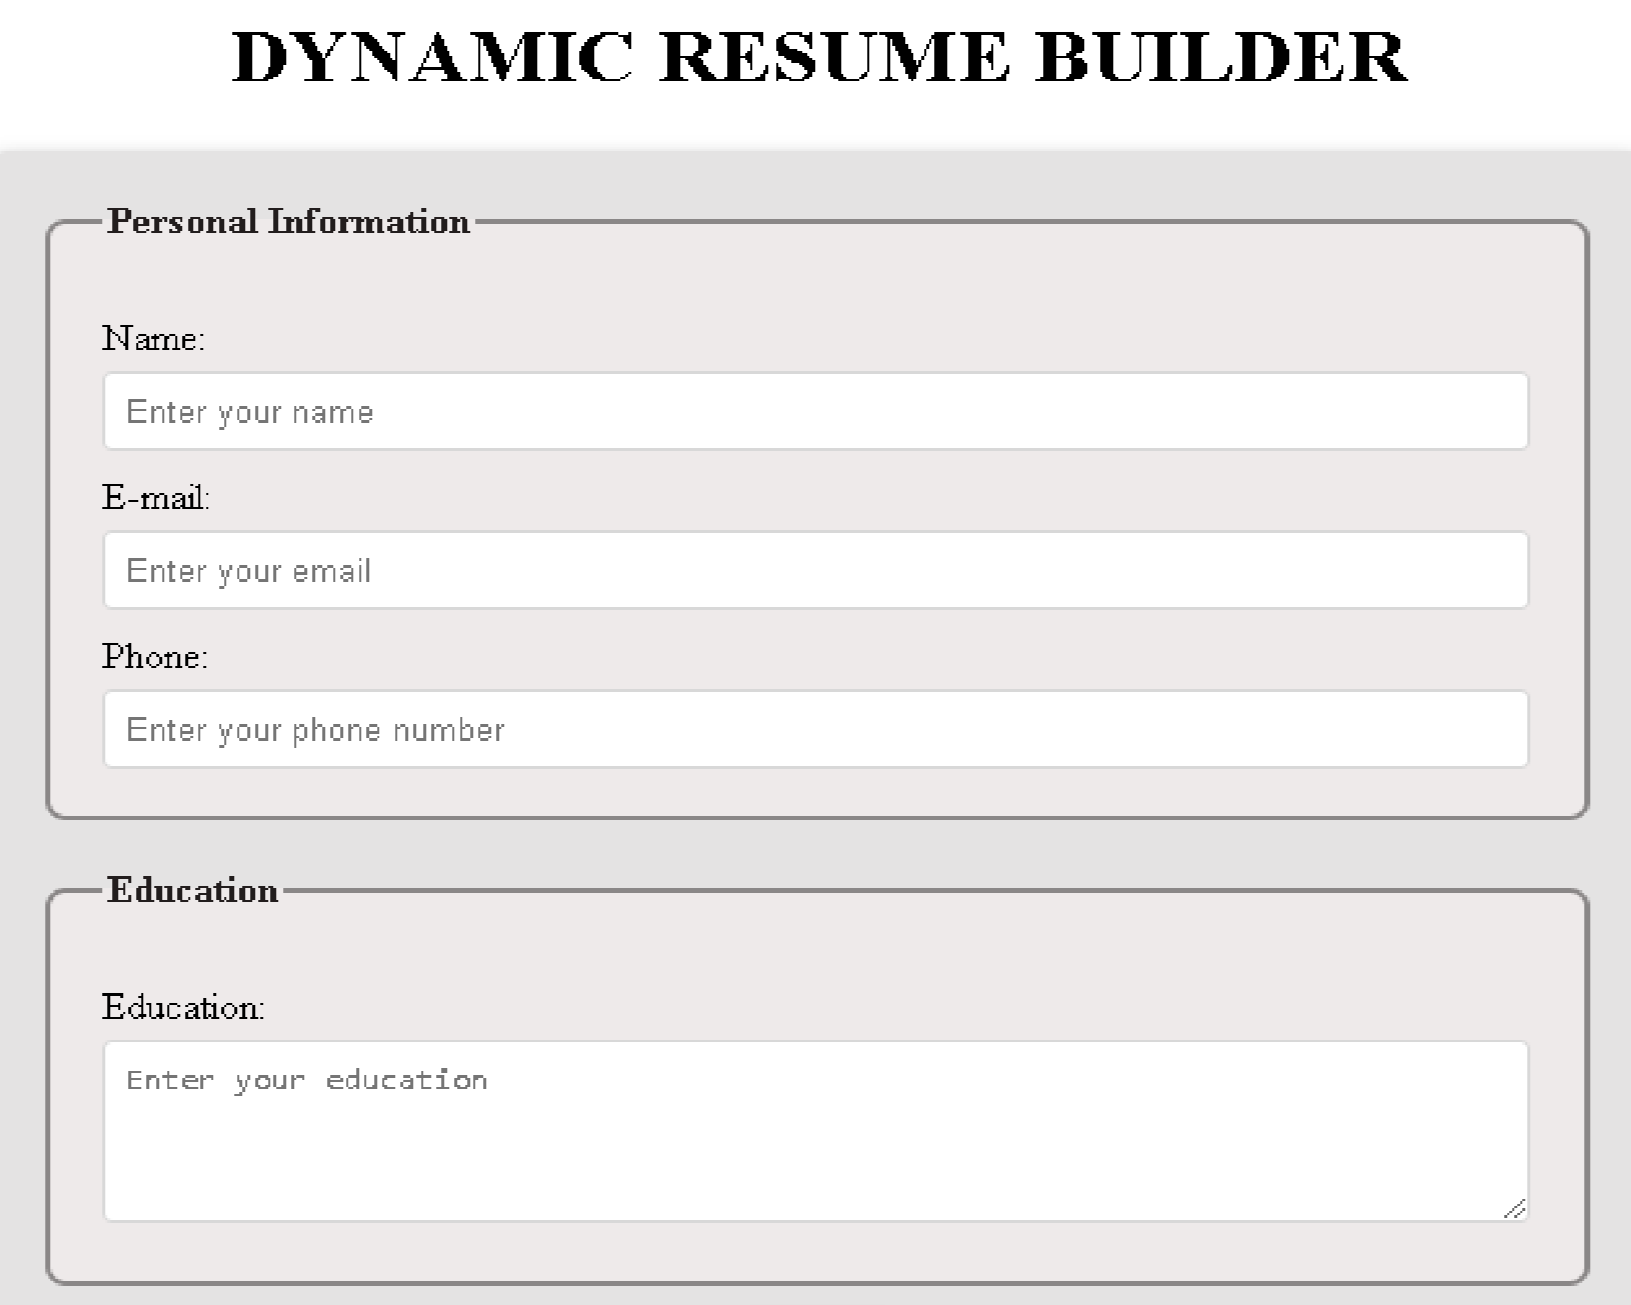 DYNAMIC RESUME BUILDER
Personal Information
Name:
Enter your name
E-mail:
Enter your email
Phone:
Enter your phone number
Education
Education:
Enter your education